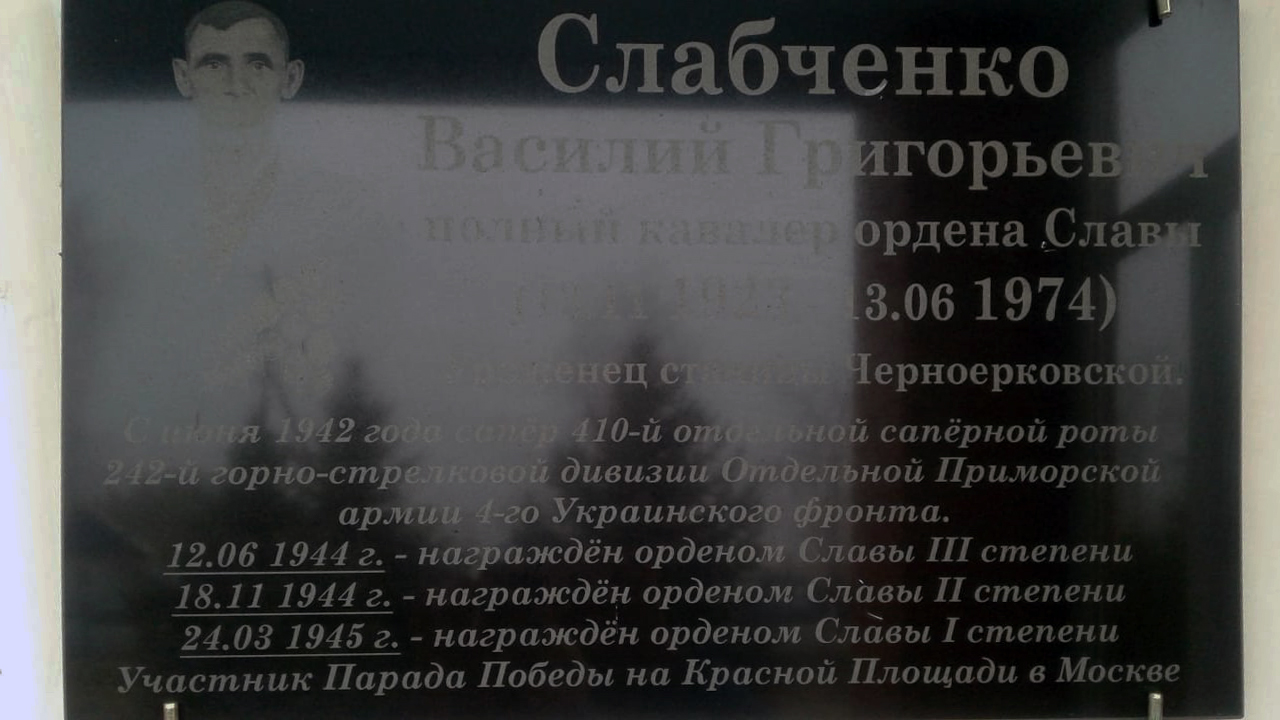 Слабченко
Василий Григорьевич
полный кавалер ордена Славы
1922 - 13.06 1974)
Уроженец станицы Черноерковской.
С июня 1942 года сапёр 410-й отдельной сапёрной роты
242-й горно-стрелковой дивизии Отдельной Приморской
армии 4-го Украинского фронта.
12.06 1944 г. - награждён орденом Славы III степени
18.11 1944 г. - награждён орденом Славы II степени
24.03 1945 г. - награждён орденом Славы I степени
Участник Парада Победы на Красной Площади в Москве